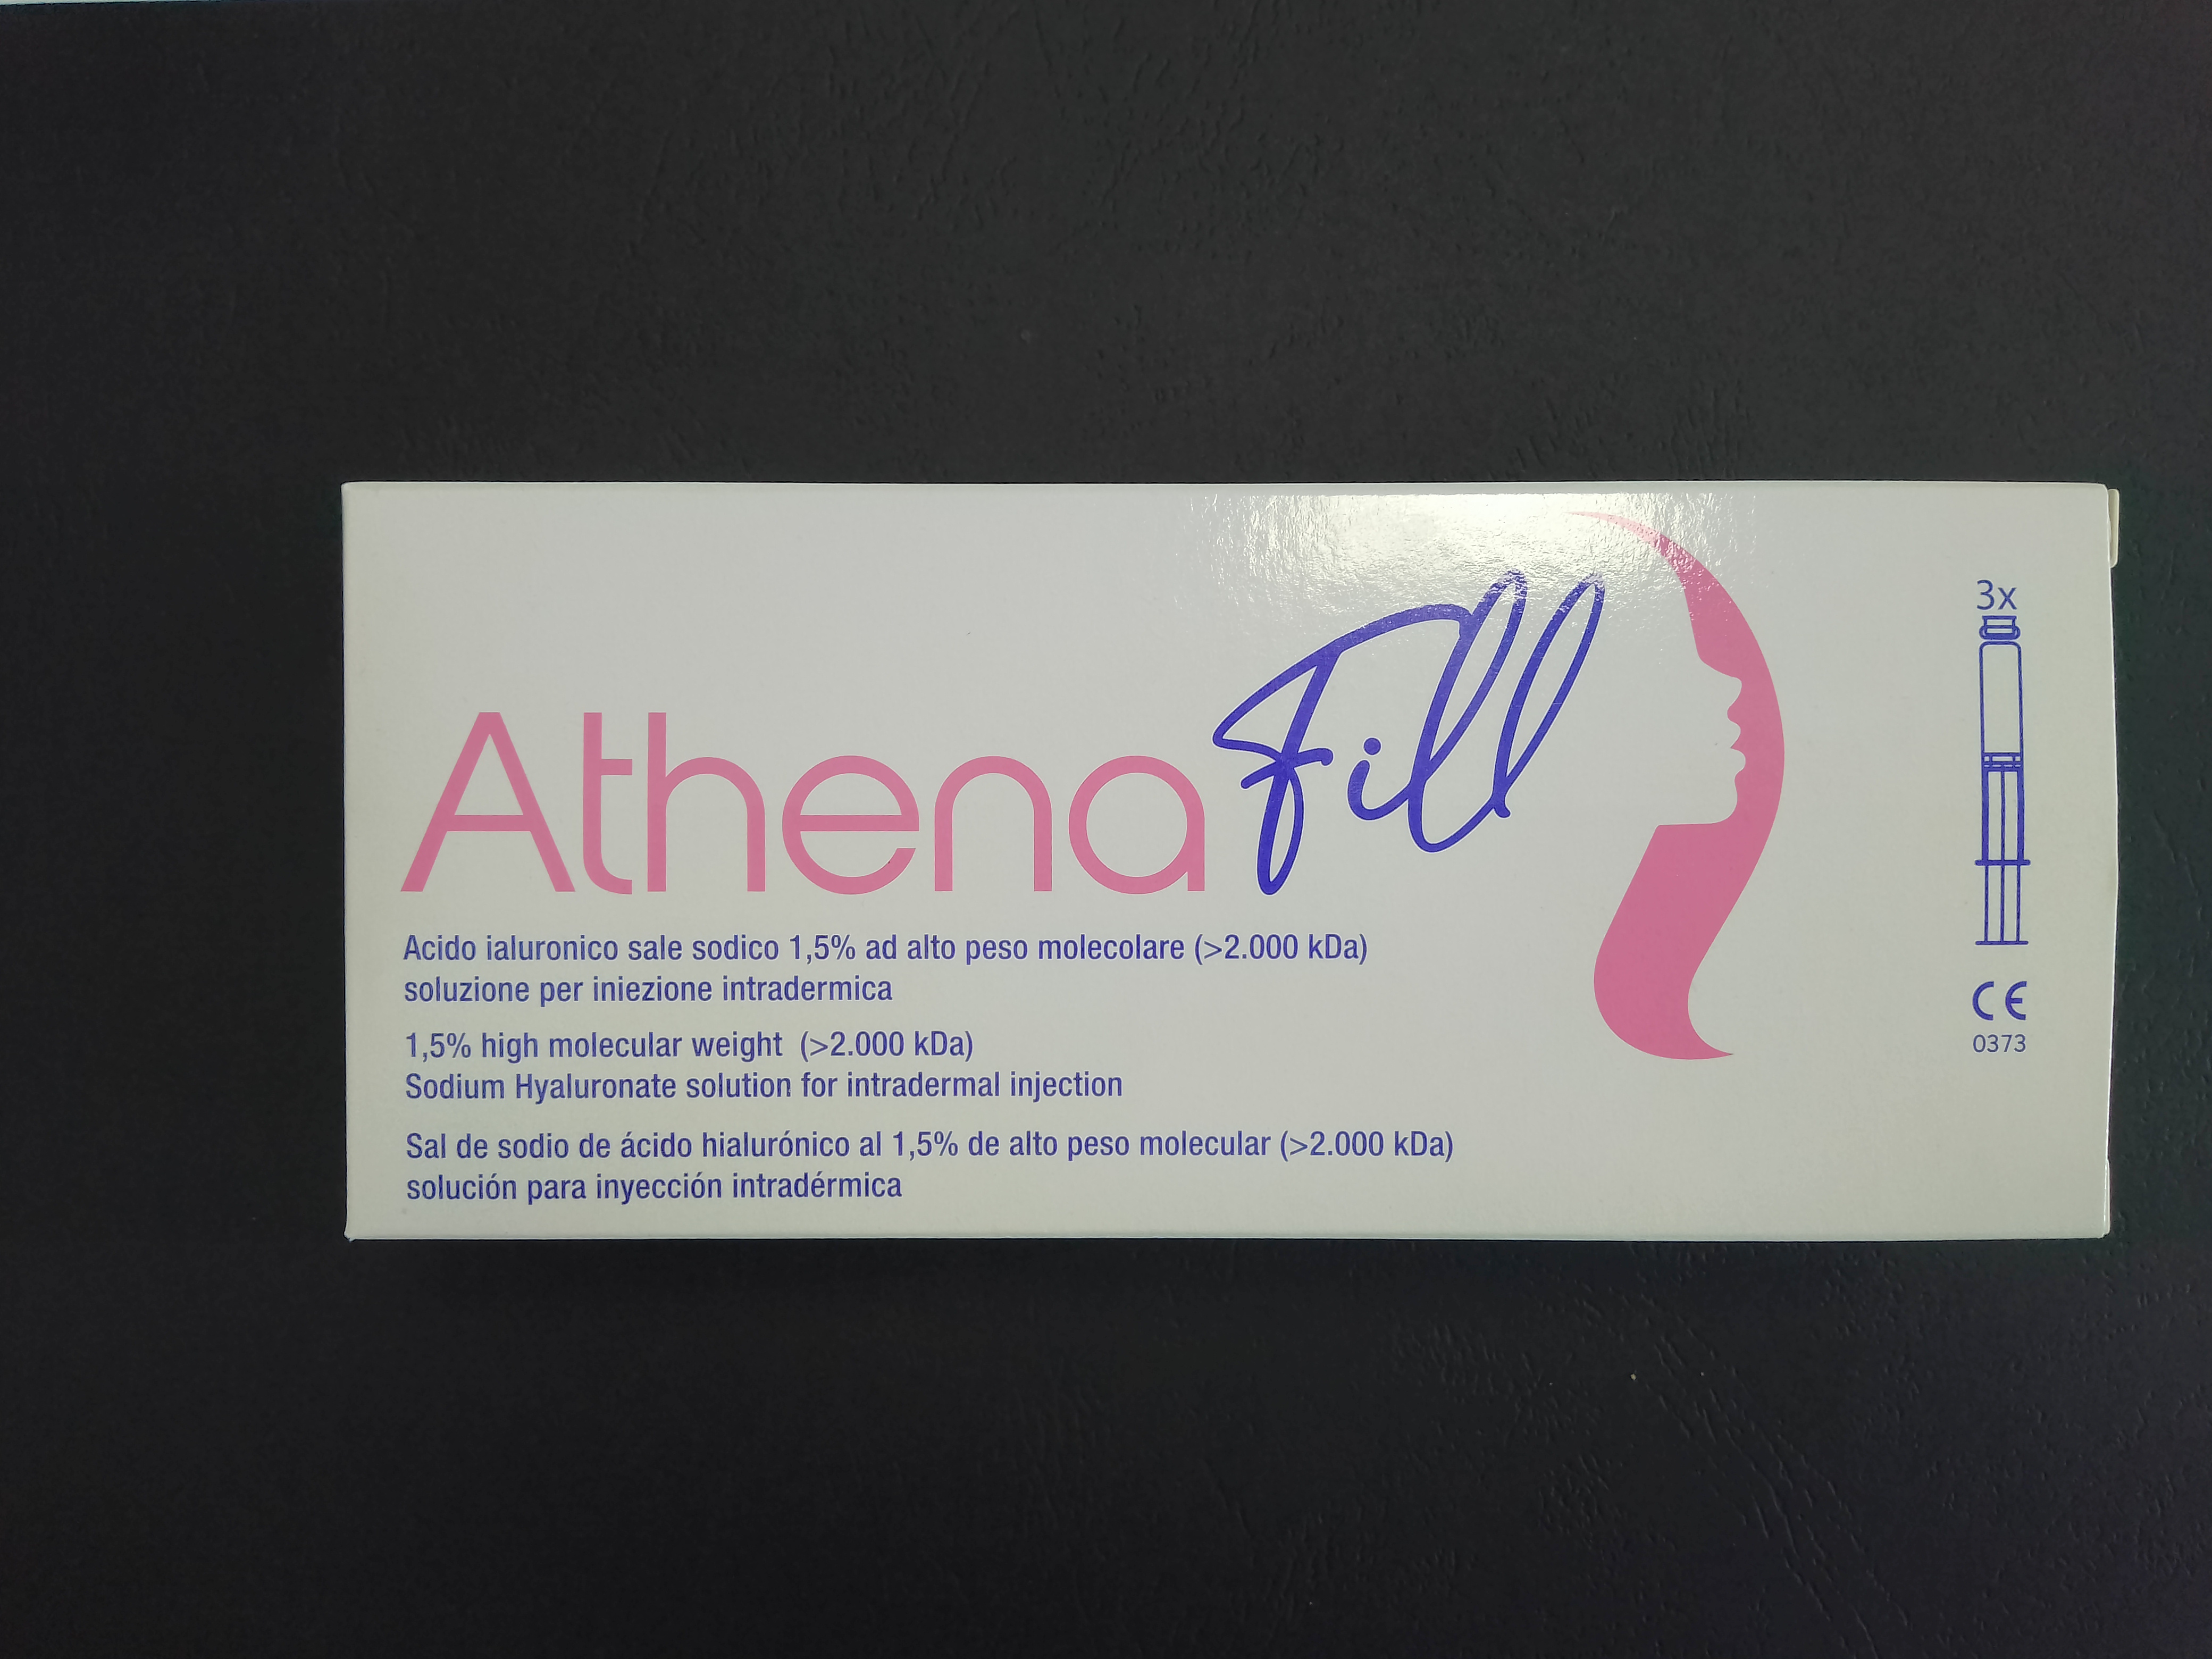 Athena Fill
Acido ialuronico sale sodico 1,5% ad alto peso molecolare (>2.000 kDa)
soluzione per iniezione intradermica
1,5% high molecular weight (>2.000 kDa)
Sodium Hyaluronate solution for intradermal injection
Sal de sodio de ácido hialurónico al 1,5% de alto peso molecular (>2.000 kDa)
solución para inyección intradérmica
3x
CE
0373